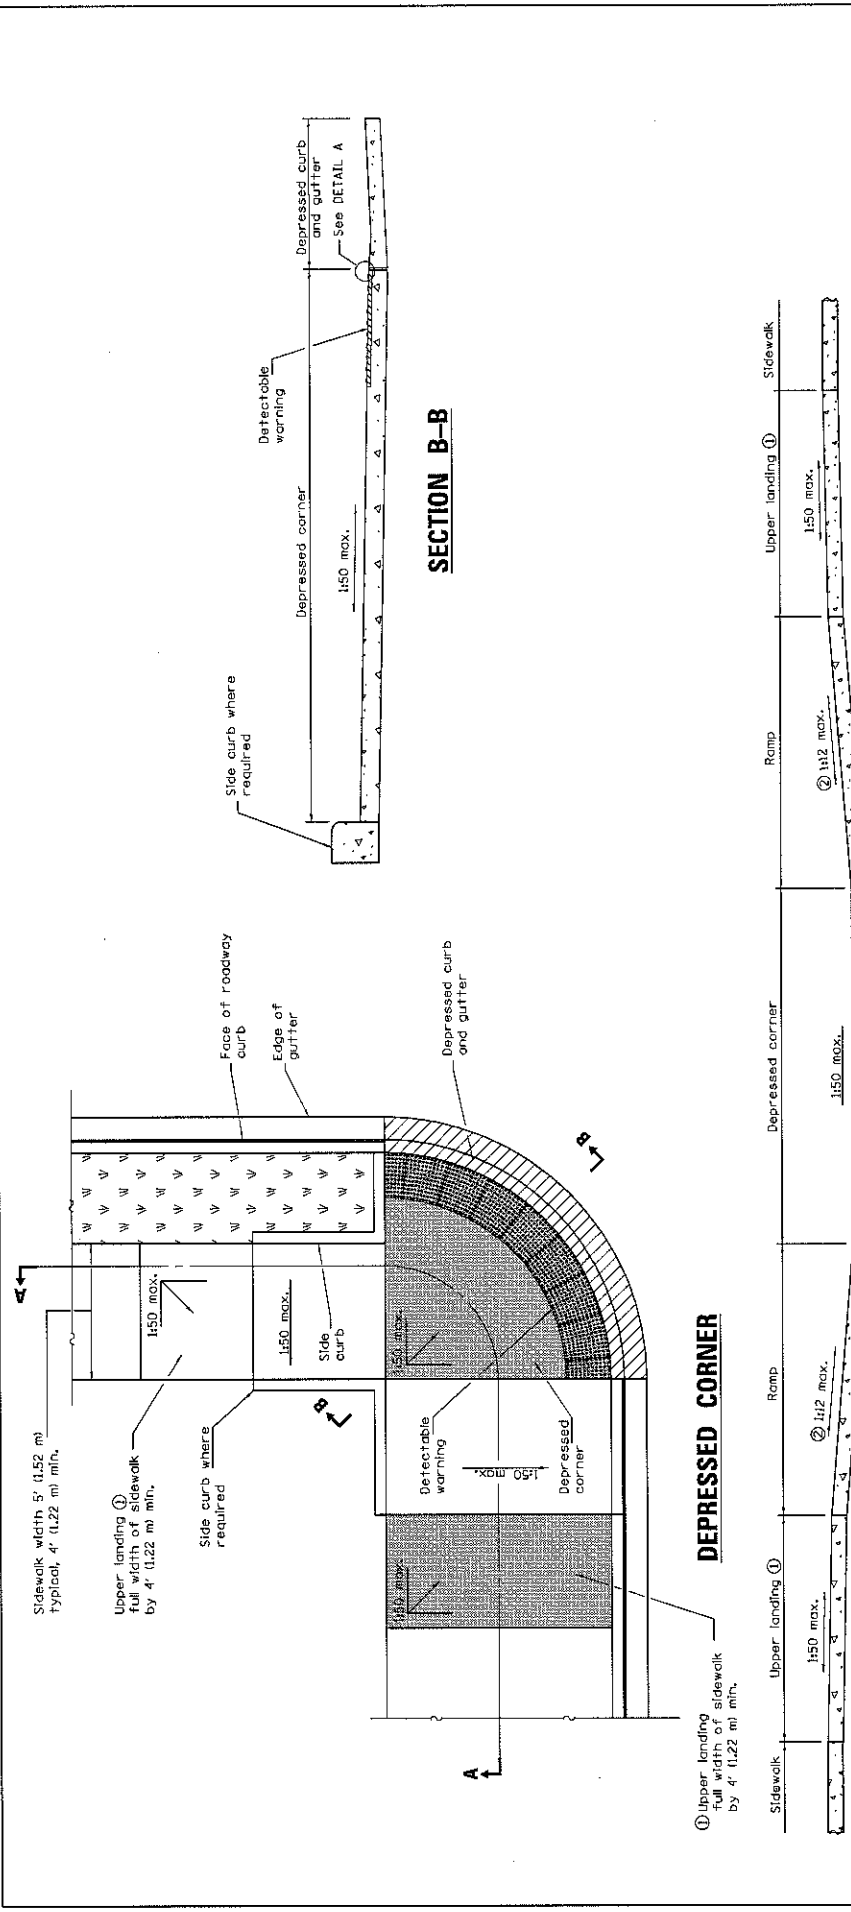 Sidewalk width 5' (1.52 m)
typical, 4' (1.22 m) min.
Upper landing ①
full width of sidewalk
by 4' (1.22 m) min.
Side curb where
required
A
1:50 max.
1:50 max.
Side
curb
B
Face of roadway
curb
Edge of
gutter
Depressed curb
and gutter
B
1:50 max.
Detectable
warning
1:50 max.
Depressed
corner
1:50 max.
A
① Upper landing
full width of sidewalk
by 4' (1.22 m) min.
DEPRESSED CORNER
Side curb where
required
Depressed corner
1:50 max.
Detectable
warning
Depressed curb
and gutter
See DETAIL A
SECTION B-B
Sidewalk
Upper landing ①
1:50 max.
Ramp
② 1:12 max.
Depressed corner
1:50 max.
Ramp
② 1:12 max.
Upper landing ①
1:50 max.
Sidewalk